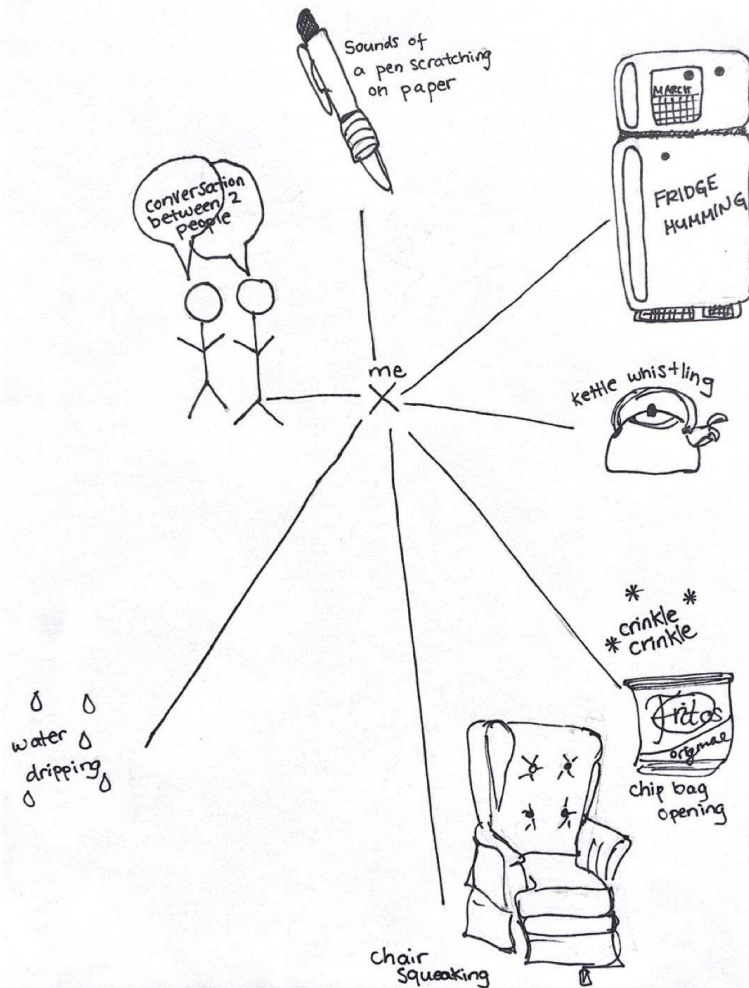 Sounds of
a pen scratching
on paper
MARCH
FRIDGE
HUMMING
conversation
between 2
people
me
kettle whistling
* *
crinkle
* crinkle
Fritos
original
chip bag
opening
water
dripping
chair
squeaking